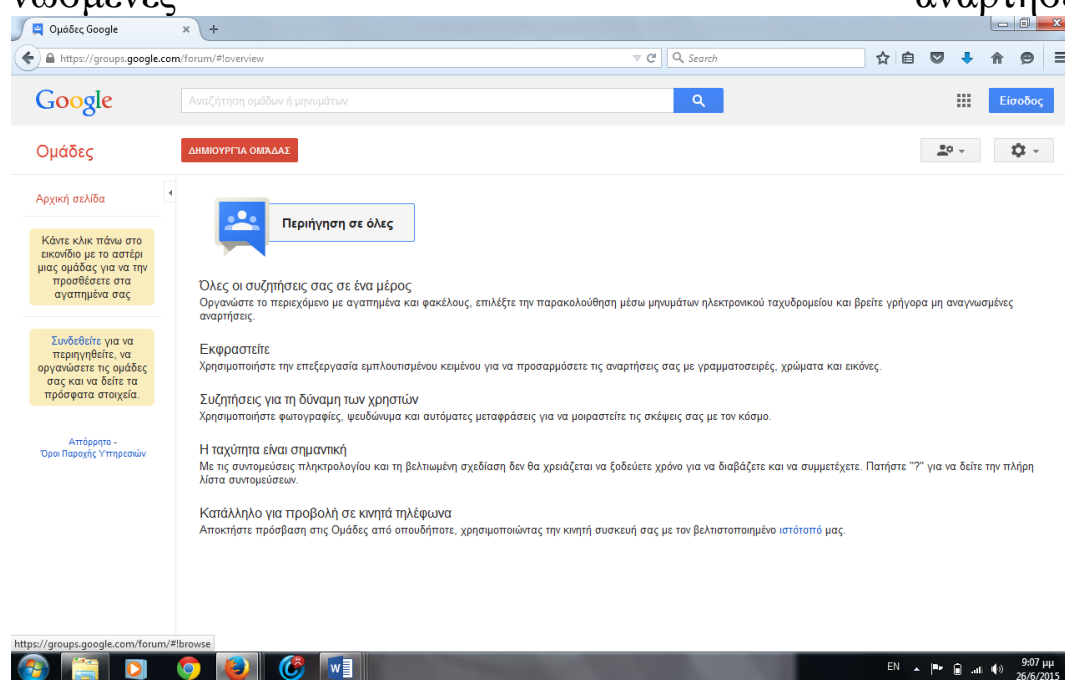 νωσμένες αναρτήσε
Ομάδες Google
https://groups.google.com/forum/#!overview
Search
Google
Αναζήτηση ομάδων ή μηνυμάτων
Είσοδος
Ομάδες
ΔΗΜΙΟΥΡΓΊΑ ΟΜΆΔΑΣ
Αρχική σελίδα
Περιήγηση σε όλες
Κάντε κλικ πάνω στο
εικονίδιο με το αστέρι
μιας ομάδας για να την
προσθέσετε στα
αγαπημένα σας
Όλες οι συζητήσεις σας σε ένα μέρος
Οργανώστε το περιεχόμενο με αγαπημένα και φακέλους, επιλέξτε την παρακολούθηση μέσω μηνυμάτων ηλεκτρονικού ταχυδρομείου και βρείτε γρήγορα μη αναγνωσμένες
αναρτήσεις.
Συνδεθείτε για να
περιηγηθείτε, να
οργανώσετε τις ομάδες
σας και να δείτε τα
πρόσφατα στοιχεία.
Εκφραστείτε
Χρησιμοποιήστε την επεξεργασία εμπλουτισμένου κειμένου για να προσαρμόσετε τις αναρτήσεις σας με γραμματοσειρές, χρώματα και εικόνες.
Συζητήσεις για τη δύναμη των χρηστών
Χρησιμοποιήστε φωτογραφίες, ψευδώνυμα και αυτόματες μεταφράσεις για να μοιραστείτε τις σκέψεις σας με τον κόσμο.
Απόρρητο -
Όροι Παροχής Υπηρεσιών
Η ταχύτητα είναι σημαντική
Με τις συντομεύσεις πληκτρολογίου και τη βελτιωμένη σχεδίαση δεν θα χρειάζεται να ξοδεύετε χρόνο για να διαβάζετε και να συμμετέχετε. Πατήστε "?" για να δείτε την πλήρη
λίστα συντομεύσεων.
Κατάλληλο για προβολή σε κινητά τηλέφωνα
Αποκτήστε πρόσβαση στις Ομάδες από οπουδήποτε, χρησιμοποιώντας την κινητή συσκευή σας με τον βελτιστοποιημένο ιστότοπό μας.
https://groups.google.com/forum/#!browse
EN
9:07 μμ
26/6/2015